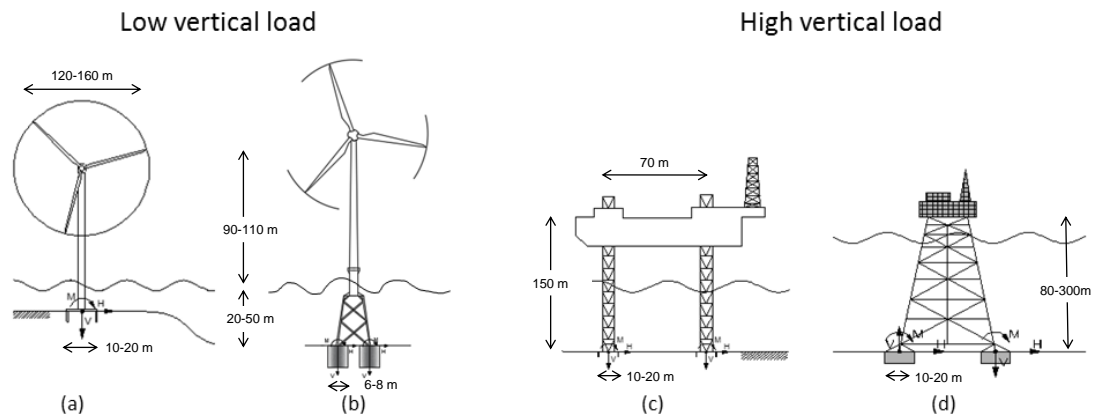 Low vertical load
High vertical load
120-160 m
90-110 m
20-50 m
M
H
V
10-20 m
(a)
M
H
V
V
6-8 m
(b)
70 m
150 m
M
H
V
10-20 m
(c)
80-300m
V
M
H
M
H
V
10-20 m
(d)